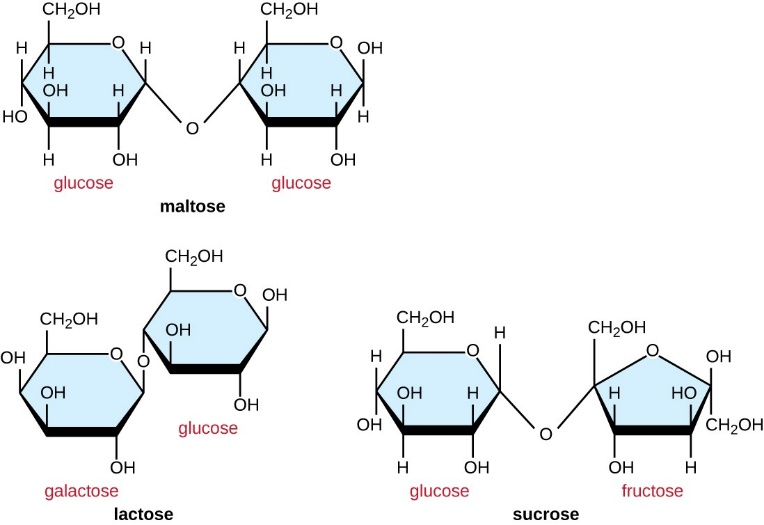 CH2OH CH2OH
H O H H O OH
H H
OH H OH H
HO O H
H OH H OH
glucose glucose
maltose
CH2OH
O OH
CH2OH OH
OH O O
OH OH
glucose
OH
galactose
lactose
CH2OH H CH2OH
H O O OH
OH H H HO
OH O CH2OH
H OH OH H
glucose fructose
sucrose